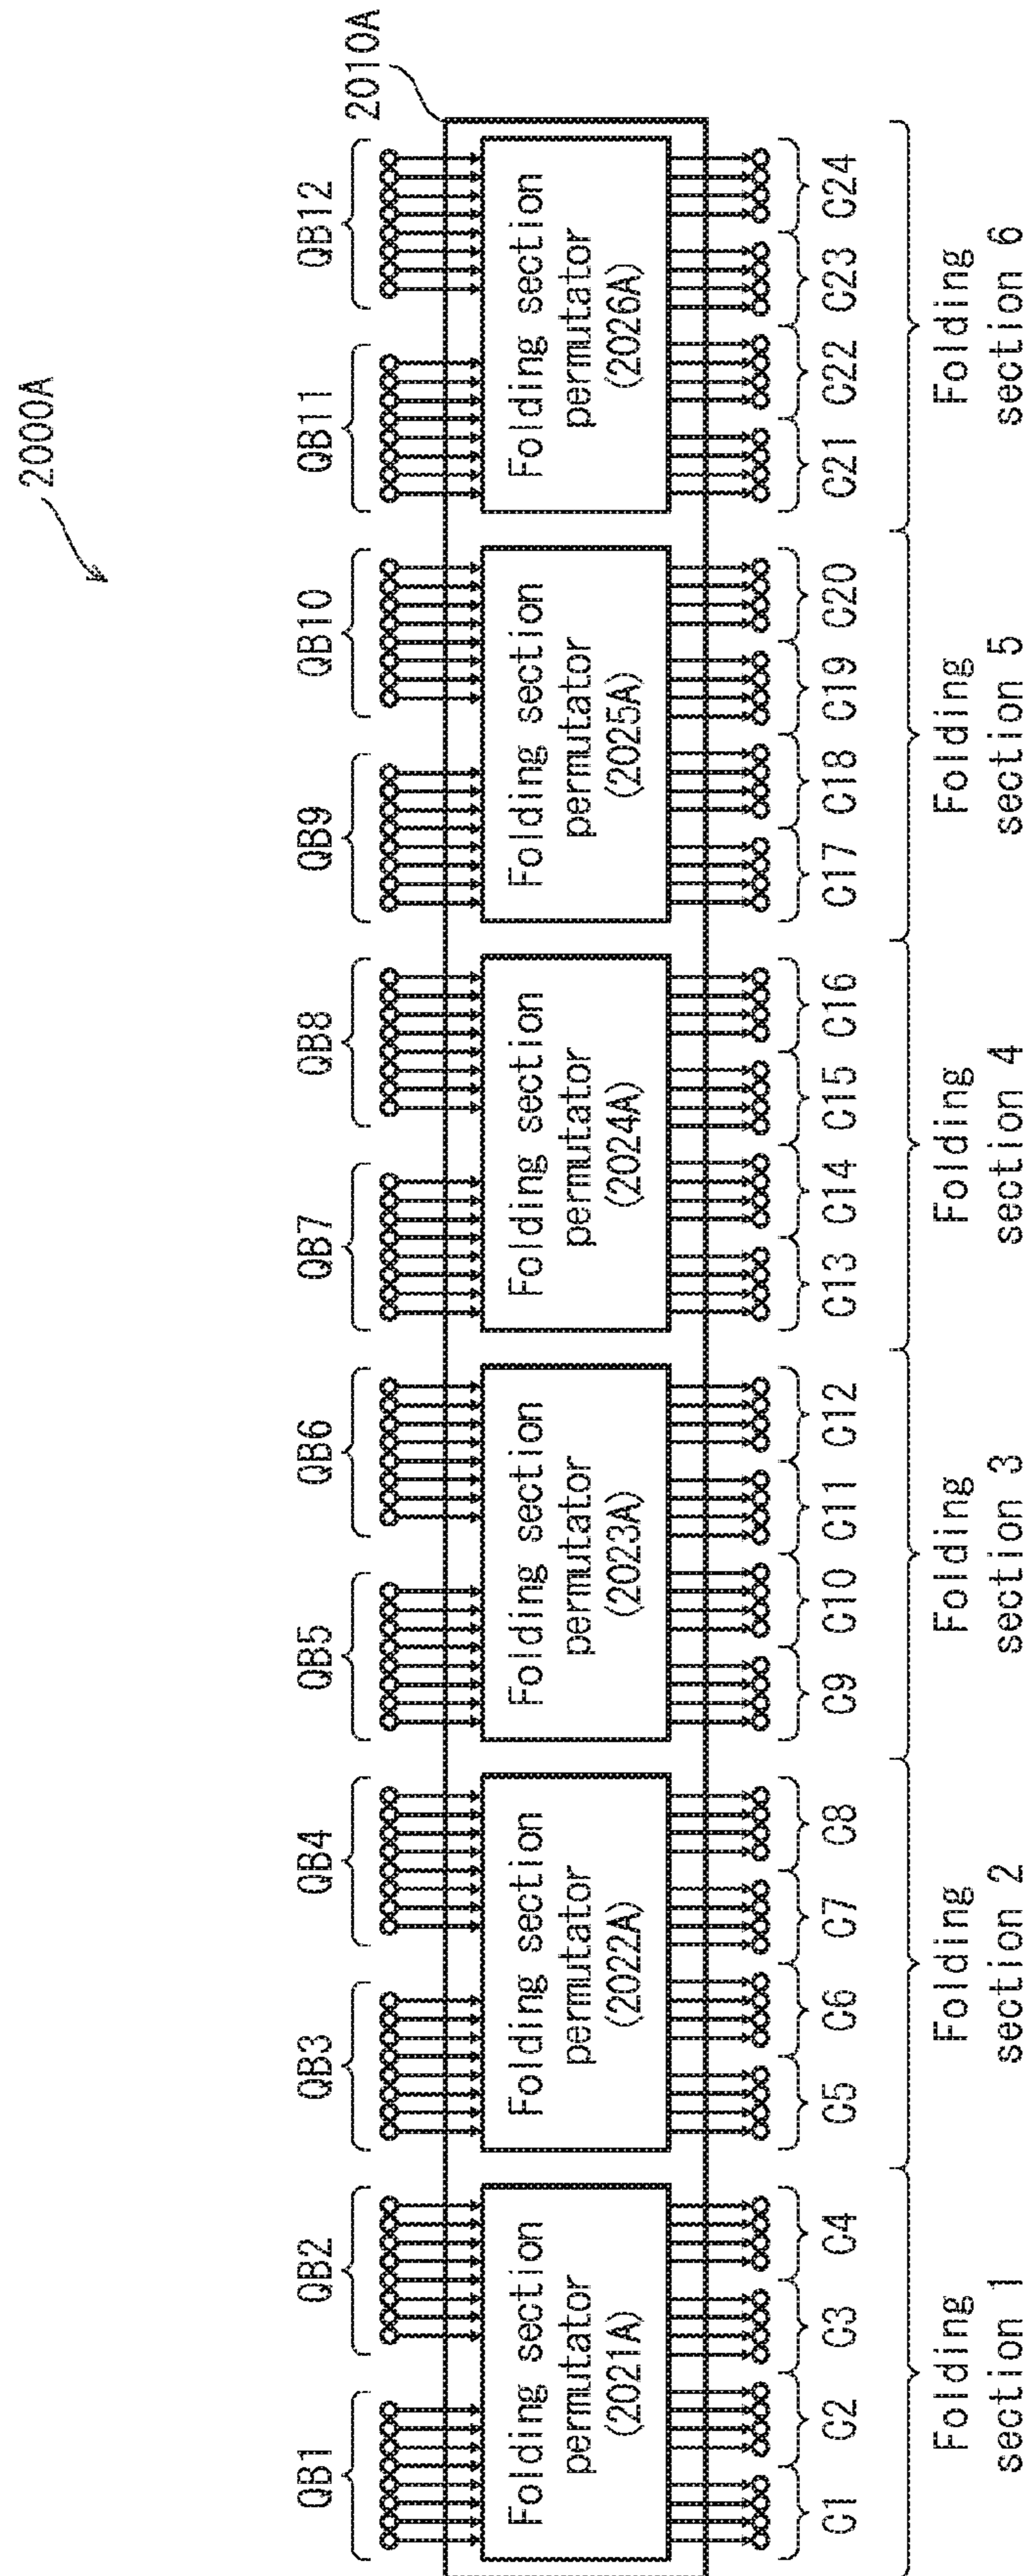 2000A
2010A
QB1 QB2 QB3 QB4 QB5 QB6 QB7 QB8 QB9 QB10 QB11 QB12
Folding section
permutator
(2021A)
Folding section
permutator
(2022A)
Folding section
permutator
(2023A)
Folding section
permutator
(2024A)
Folding section
permutator
(2025A)
Folding section
permutator
(2026A)
C1 C2 C3 C4 C5 C6 C7 C8 C9 C10 C11 C12 C13 C14 C15 C16 C17 C18 C19 C20 C21 C22 C23 C24
Folding
section 1
Folding
section 2
Folding
section 3
Folding
section 4
Folding
section 5
Folding
section 6